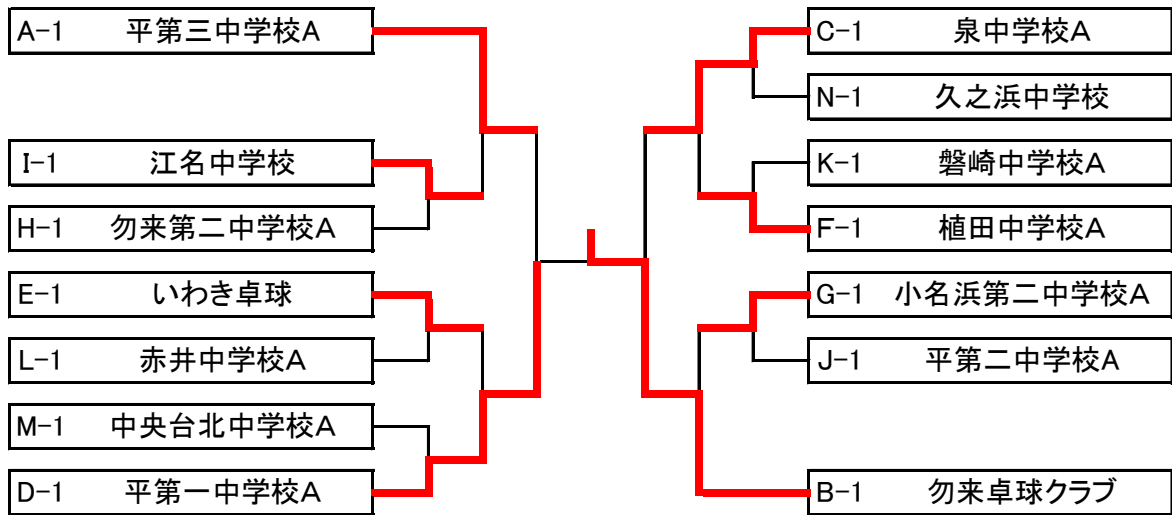 A-1 平第三中学校A
I-1 江名中学校
H-1 勿来第二中学校A
E-1 いわき卓球
L-1 赤井中学校A
M-1 中央台北中学校A
D-1 平第一中学校A
C-1 泉中学校A
N-1 久之浜中学校
K-1 磐崎中学校A
F-1 植田中学校A
G-1 小名浜第二中学校A
J-1 平第二中学校A
B-1 勿来卓球クラブ